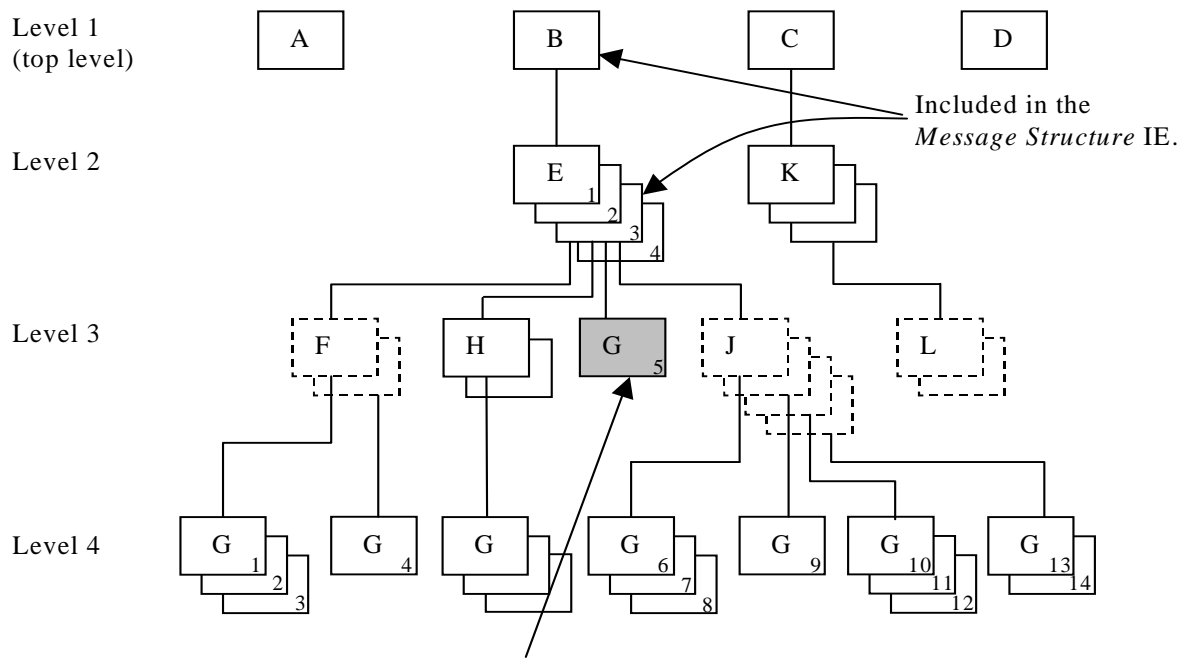 Level 1
(top level)
A
B
C
D
Included in the
Message Structure IE.
Level 2
E
1
2
3
4
K
Level 3
F
H
G
5
J
L
Level 4
G
1
2
3
G
4
G
G
6
7
8
G
9
G
10
11
12
G
13
14